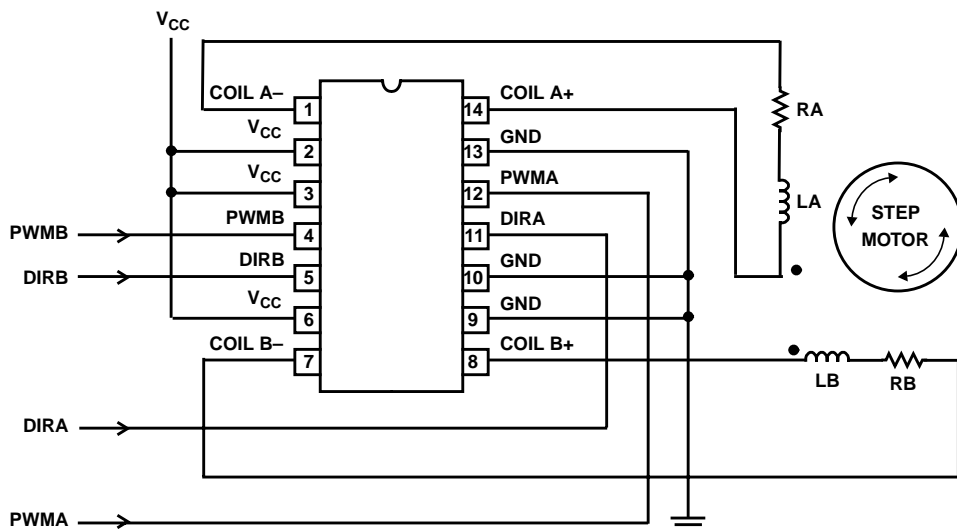 VCC
COIL A–
1
14
COIL A+
RA
VCC
2
13
GND
VCC
3
12
PWMA
LA
STEP
MOTOR
PWMB
PWMB
4
11
DIRA
DIRB
DIRB
5
10
GND
VCC
6
9
GND
COIL B–
7
8
COIL B+
LB
RB
DIRA
PWMA